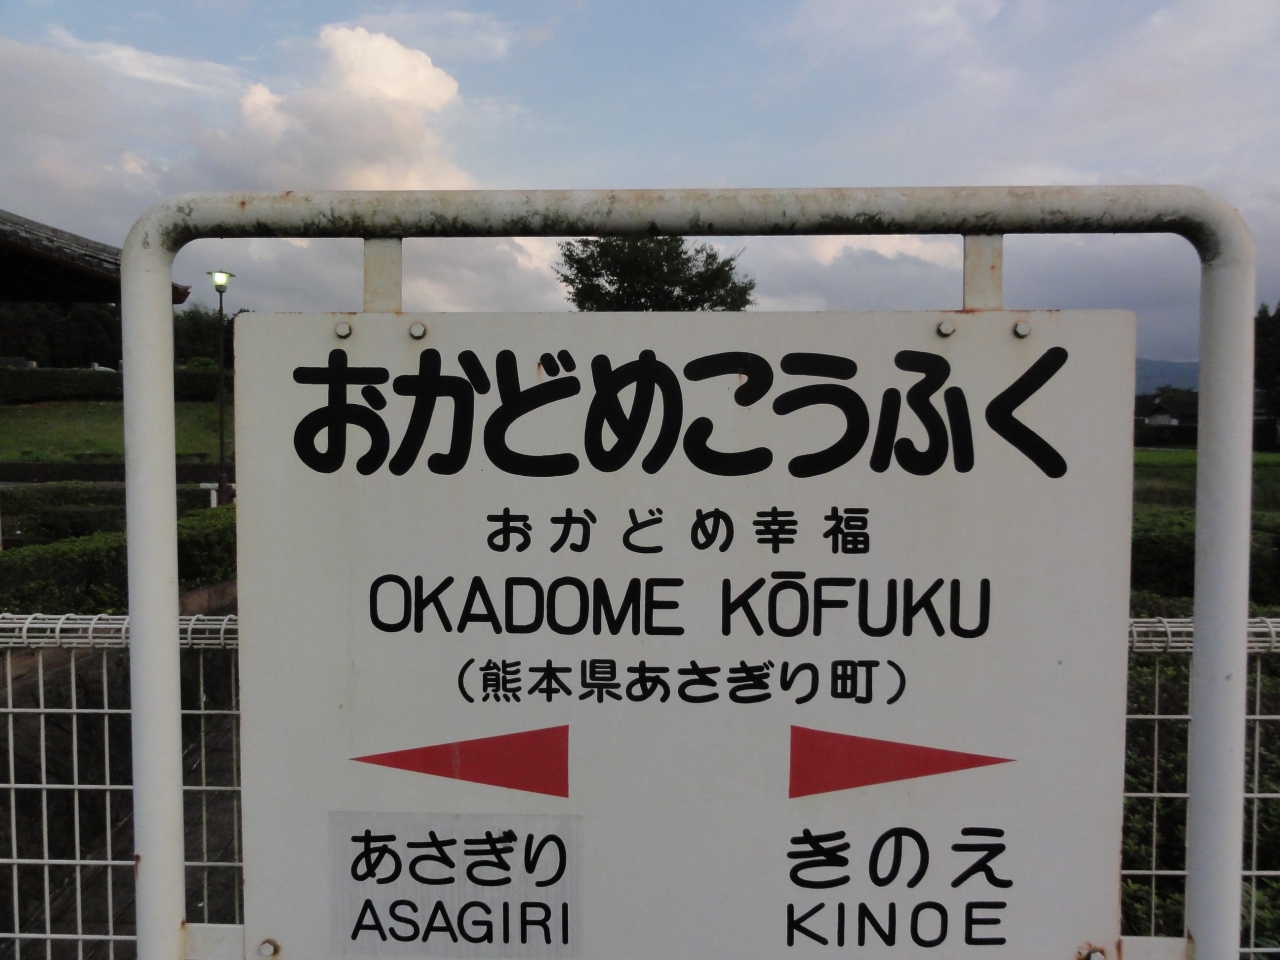 おかどめこうふく
おかどめ幸福
OKADOME KŌFUKU
(熊本県あさぎり町)
あさぎり きのえ
ASAGIRI KINOE